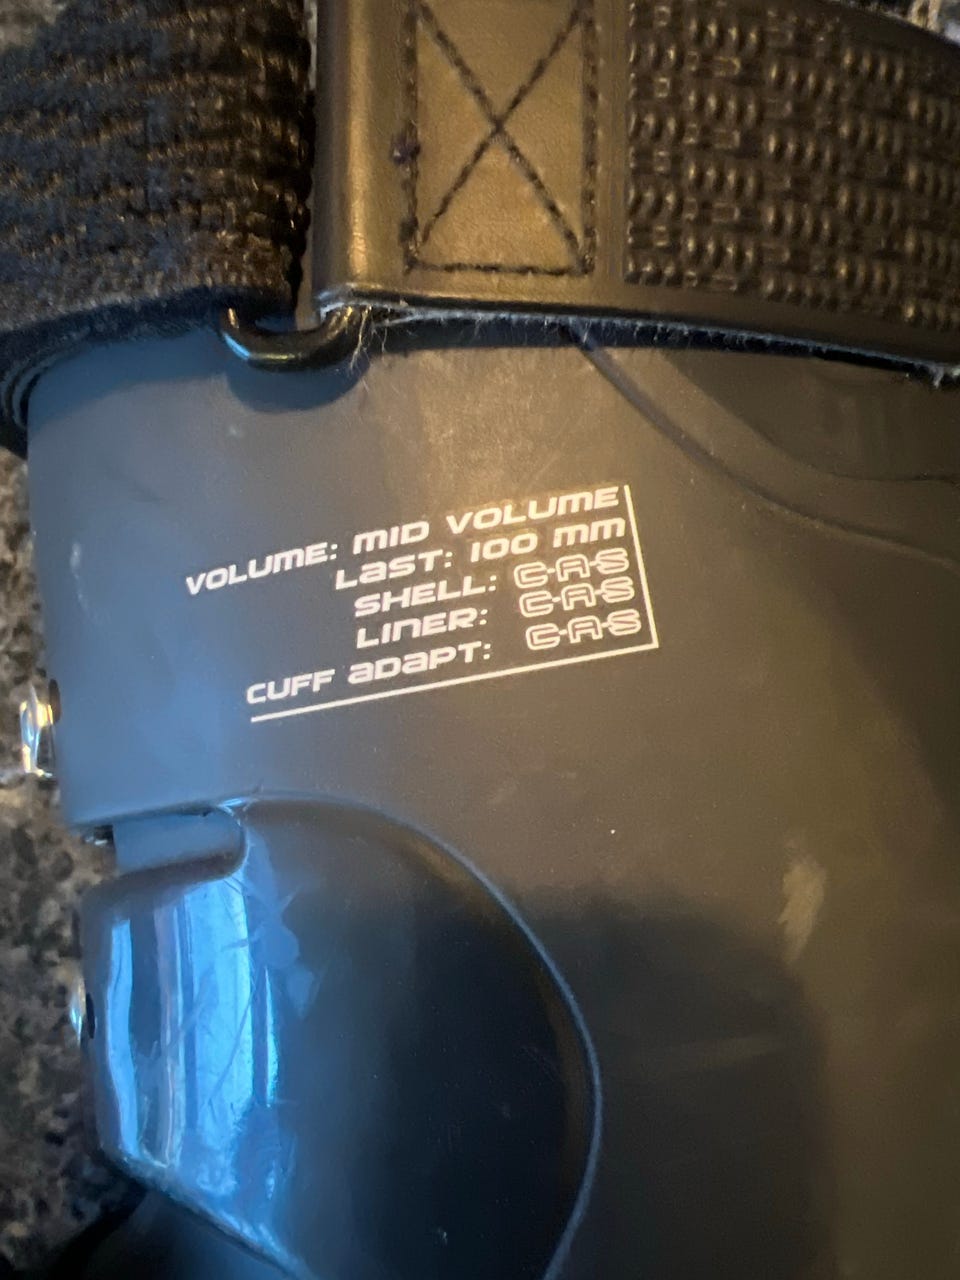 VOLUME: MID VOLUME
LAST: 100 MM
SHELL: C-A-S
LINER: C-A-S
CUFF ADAPT: C-A-S